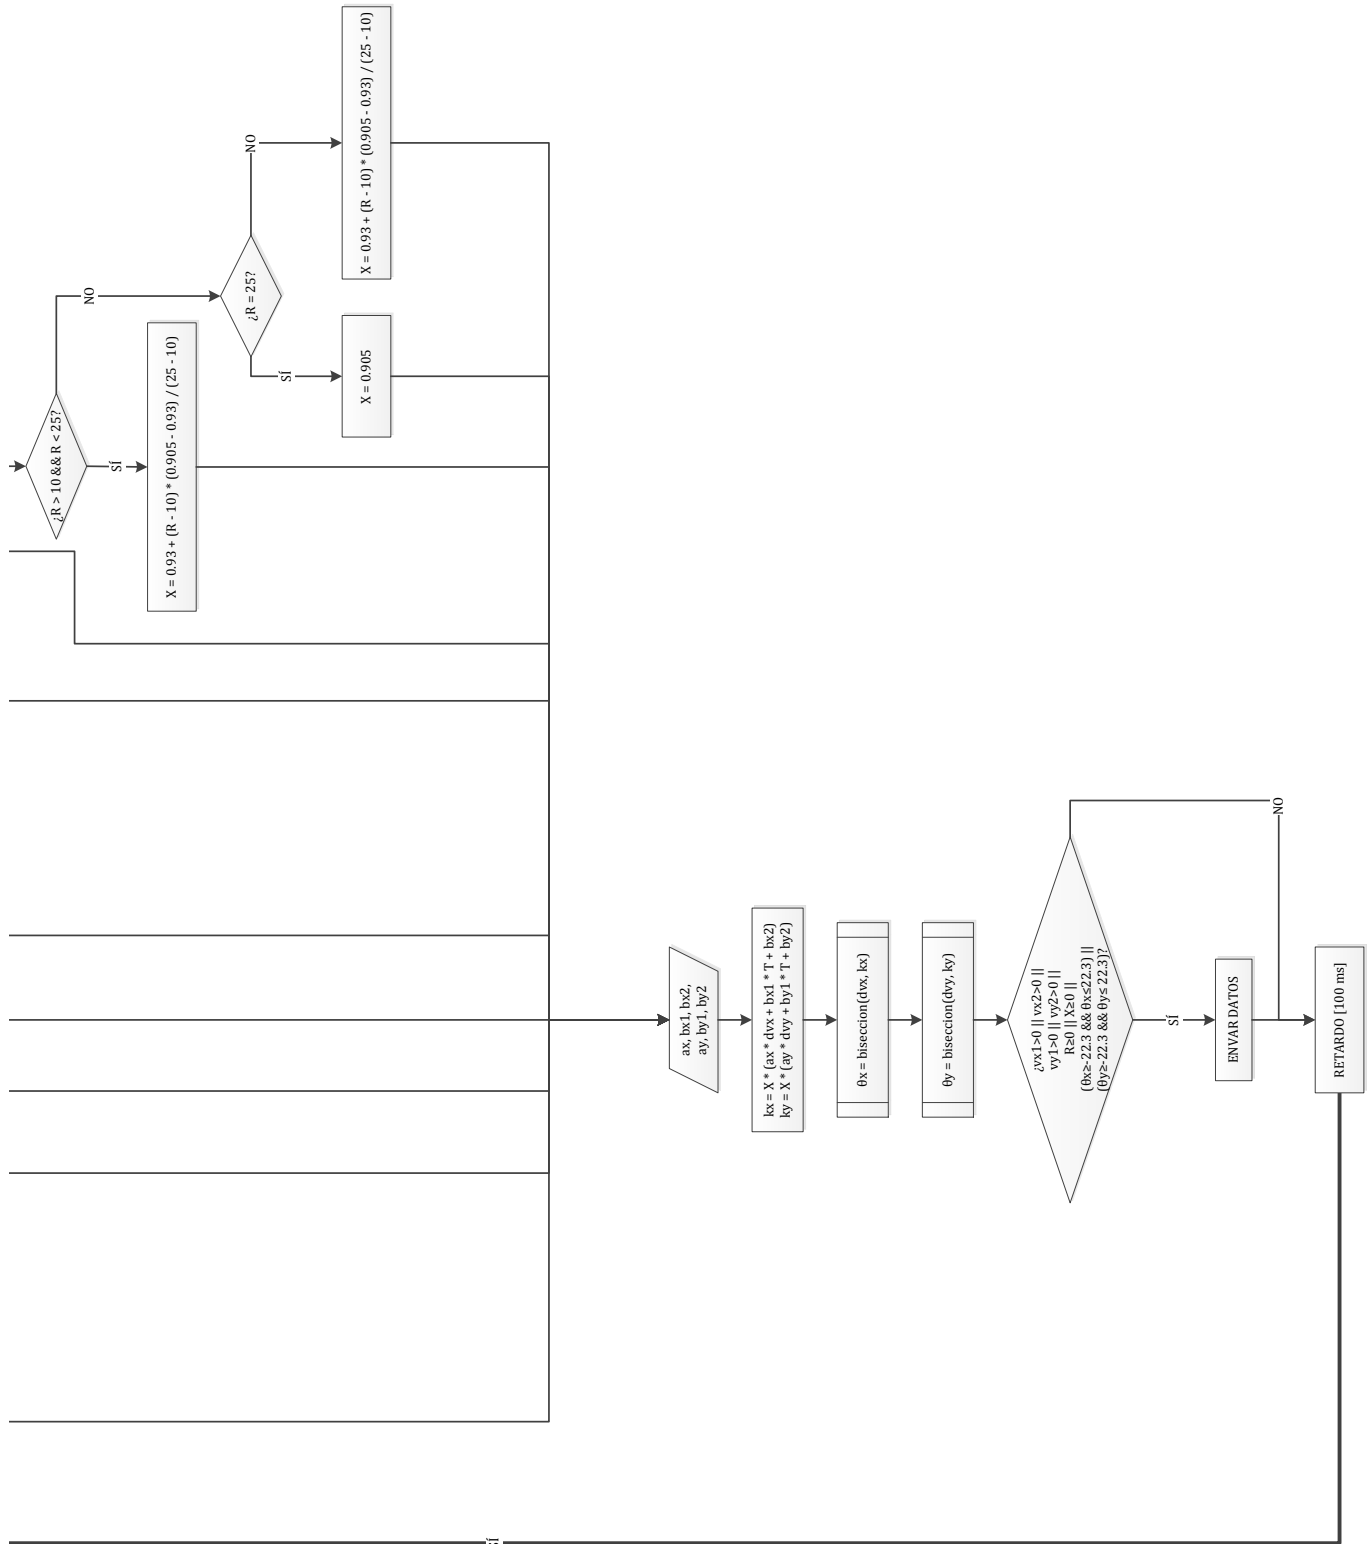 ¿R > 10 && R < 25?
NO
SÍ
X = 0.93 + (R - 10) * (0.905 - 0.93) / (25 - 10)
¿R = 25?
NO
SÍ
X = 0.93 + (R - 10) * (0.905 - 0.93) / (25 - 10)
X = 0.905
ax, bx1, bx2,
ay, by1, by2
kx = X * (ax * dvx + bx1 * T + bx2)
ky = X * (ay * dvy + by1 * T + by2)
θx = biseccion(dvx, kx)
θy = biseccion(dvy, ky)
¿vx1>0 || vx2>0 ||
vy1>0 || vy2>0 ||
R≥0 || X≥0 ||
(θx≥-22.3 && θx≤22.3) ||
(θy≥-22.3 && θy≤ 22.3)?
NO
SÍ
ENVAR DATOS
RETARDO [100 ms]
SÍ